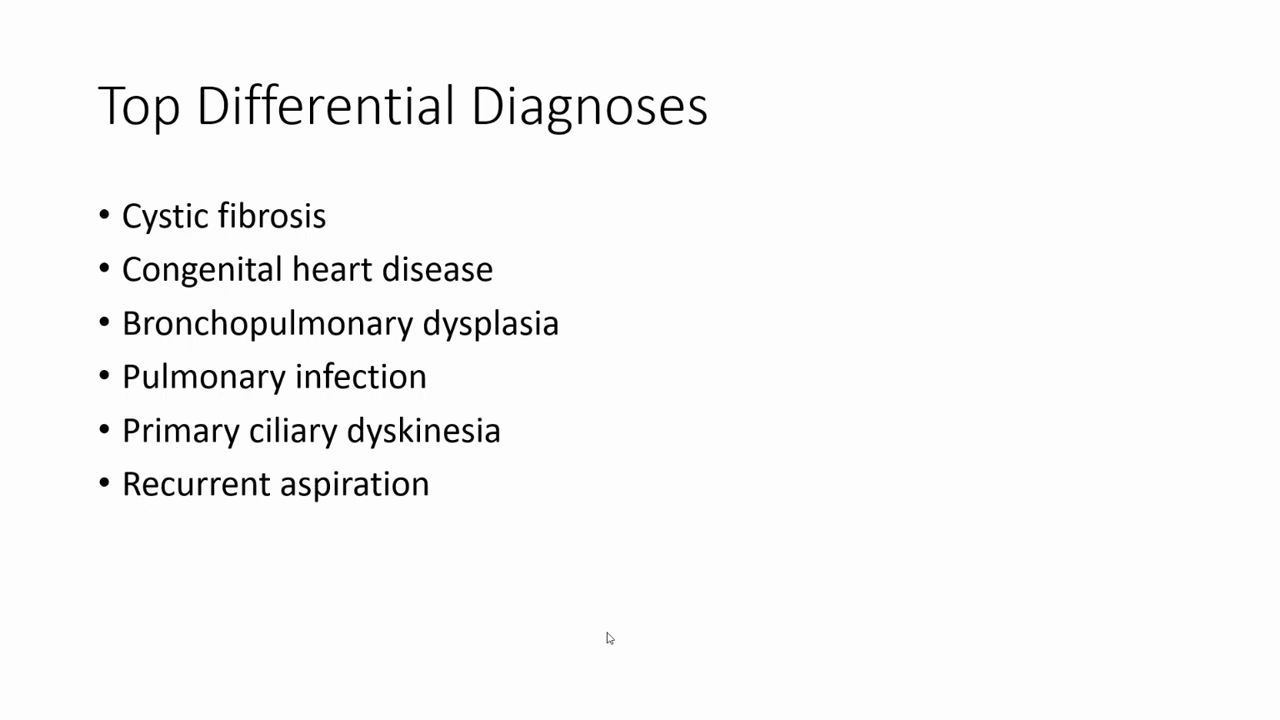 Top Differential Diagnoses
• Cystic fibrosis
• Congenital heart disease
• Bronchopulmonary dysplasia
• Pulmonary infection
• Primary ciliary dyskinesia
• Recurrent aspiration